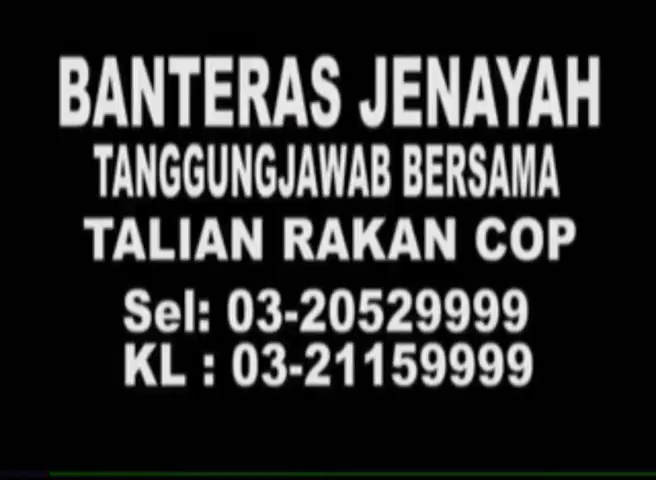 BANTERAS JENAYAH
TANGGUNGJAWAB BERSAMA
TALIAN RAKAN COP
Sel: 03-20529999
KL : 03-21159999